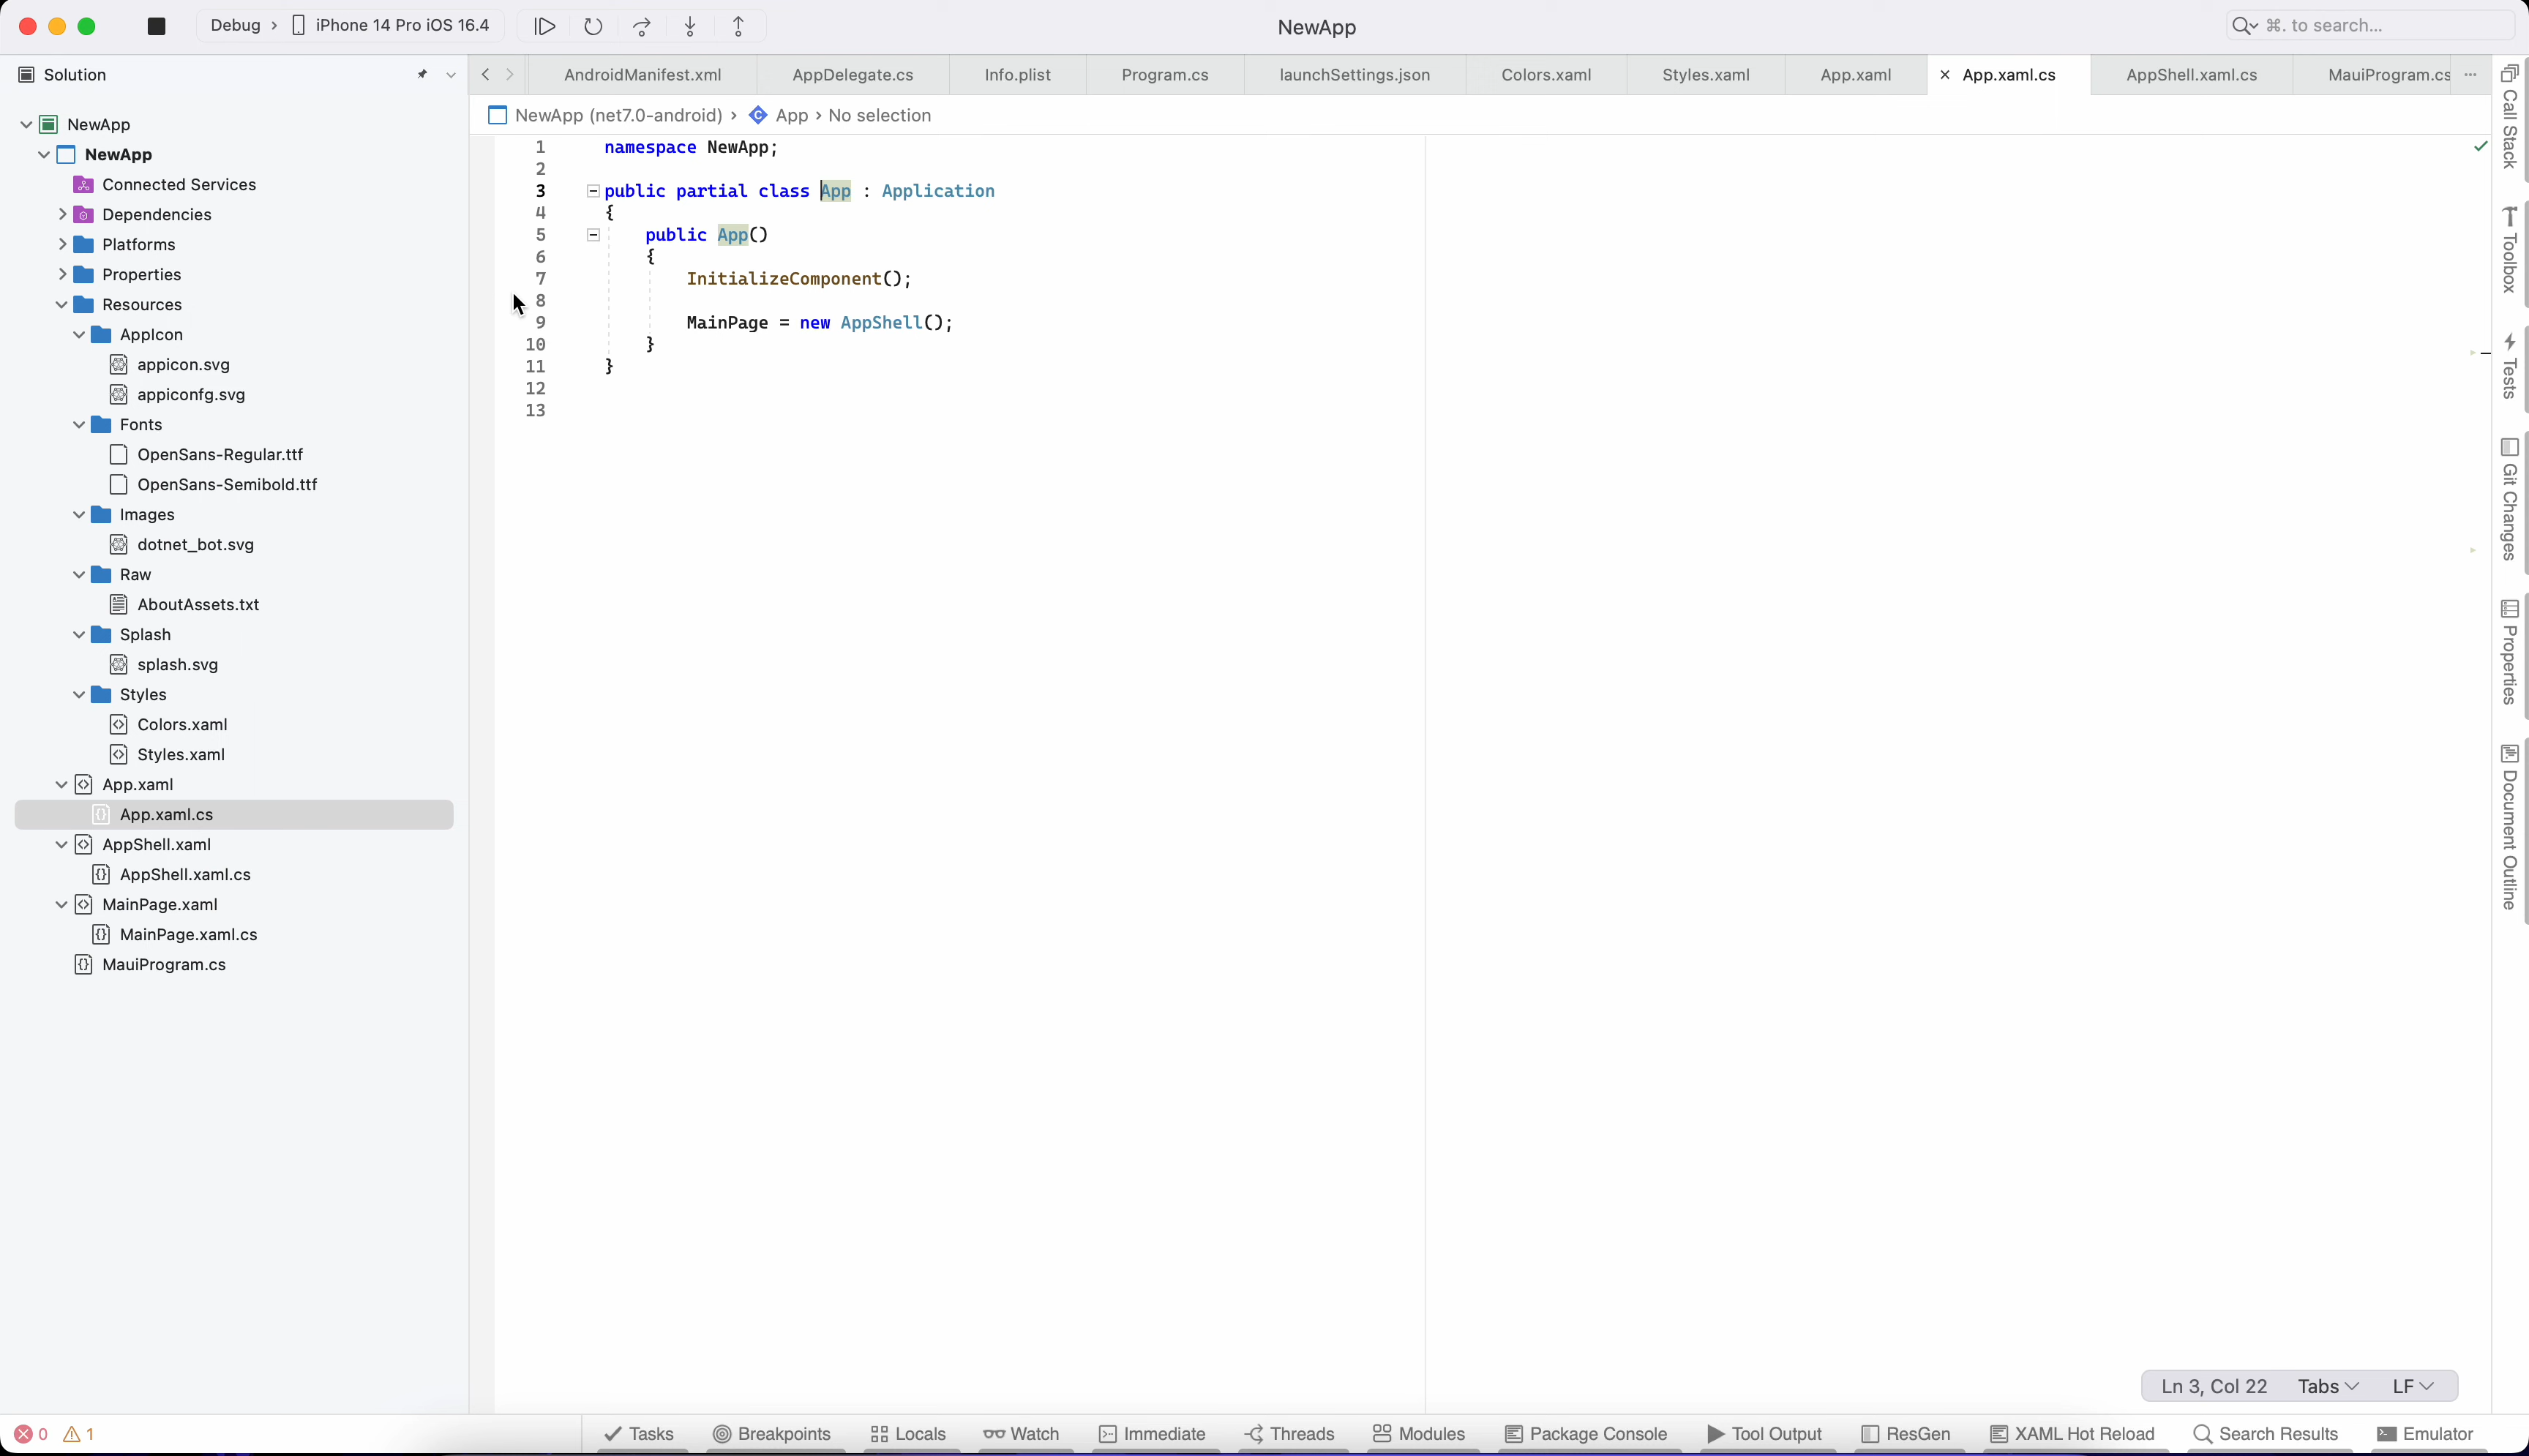 Debug › iPhone 14 Pro iOS 16.4
NewApp
⌘. to search...
Solution
NewApp
NewApp
Connected Services
Dependencies
Platforms
Properties
Resources
AppIcon
appicon.svg
appiconfg.svg
Fonts
OpenSans-Regular.ttf
OpenSans-Semibold.ttf
Images
dotnet_bot.svg
Raw
AboutAssets.txt
Splash
splash.svg
Styles
Colors.xaml
Styles.xaml
App.xaml
App.xaml.cs
AppShell.xaml
AppShell.xaml.cs
MainPage.xaml
MainPage.xaml.cs
MauiProgram.cs
AndroidManifest.xml AppDelegate.cs Info.plist Program.cs launchSettings.json Colors.xaml Styles.xaml App.xaml × App.xaml.cs AppShell.xaml.cs MauiProgram.cs ...
NewApp (net7.0-android) › App › No selection
1 namespace NewApp;
2
3 public partial class App : Application
4 {
5 public App()
6 {
7 InitializeComponent();
8
9 MainPage = new AppShell();
10 }
11 }
12
13
Call Stack
Toolbox
Tests
Git Changes
Properties
Document Outline
Ln 3, Col 22 Tabs LF
0 1
Tasks Breakpoints Locals Watch Immediate Threads Modules Package Console Tool Output ResGen XAML Hot Reload Search Results Emulator